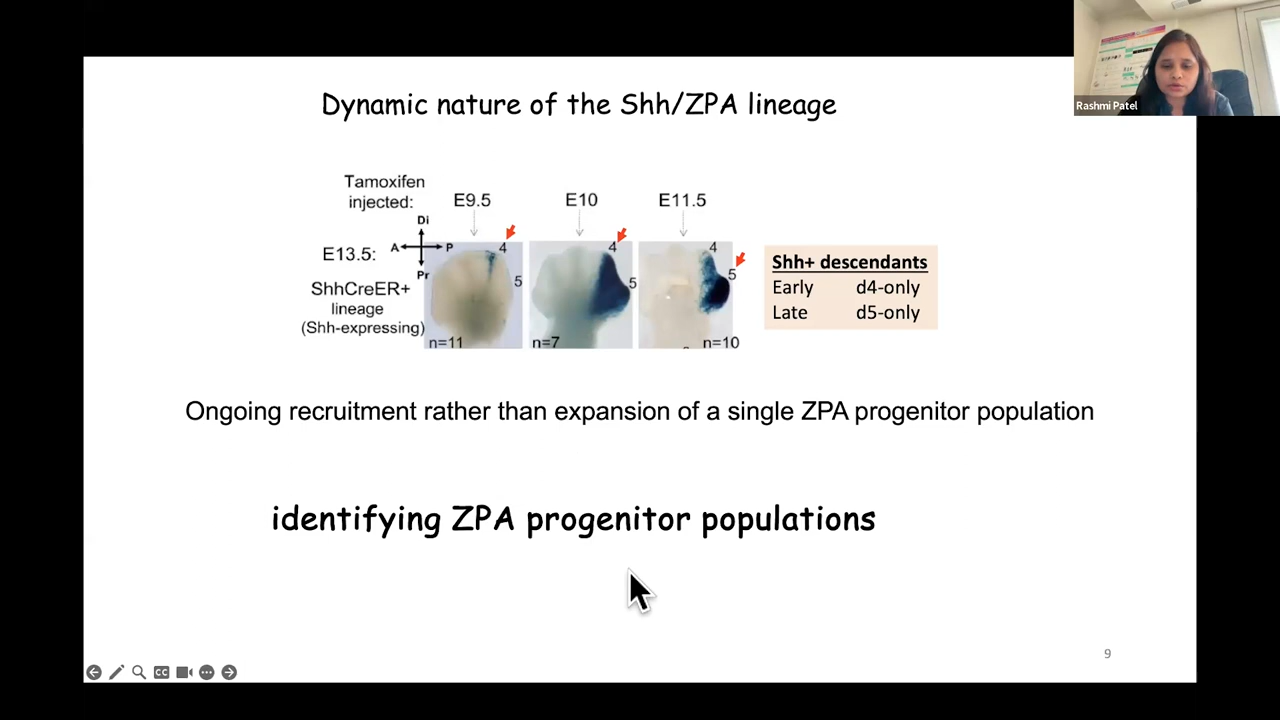 Rashmi Patel
Dynamic nature of the Shh/ZPA lineage
Tamoxifen
injected:
E9.5
E10
E11.5
Di
A
P
Pr
E13.5:
ShhCreER+
lineage
(Shh-expressing)
4
5
n=11
4
5
n=7
4
5
n=10
Shh+ descendants
Early d4-only
Late d5-only
Ongoing recruitment rather than expansion of a single ZPA progenitor population
identifying ZPA progenitor populations
9
CC